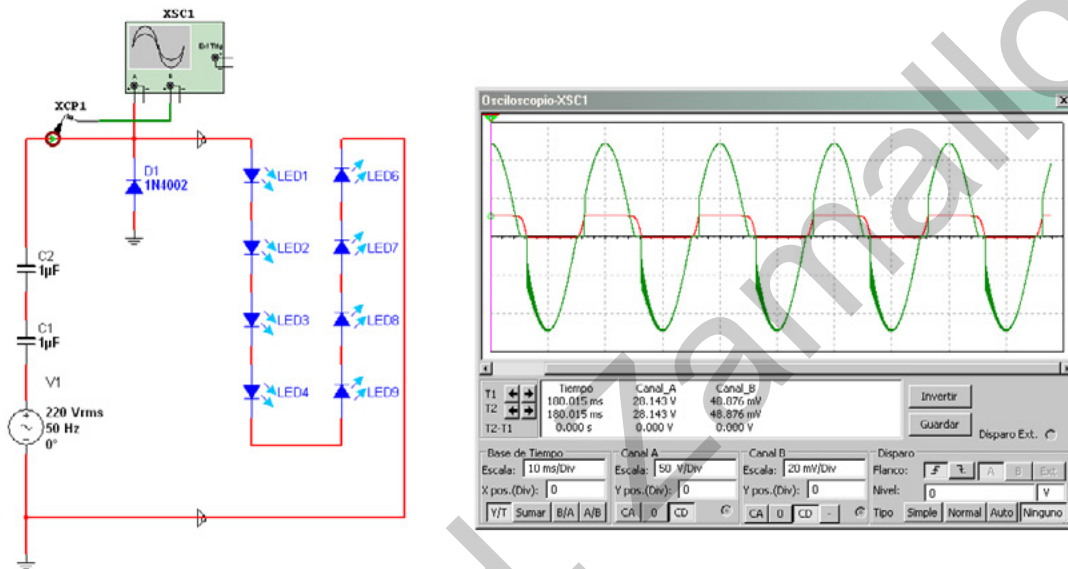 XSC1
Ext Trig
A
B
XCP1
D1
1N4002
LED1
LED2
LED3
LED4
LED6
LED7
LED8
LED9
C2
1µF
C1
1µF
V1
220 Vrms
50 Hz
0°
Osciloscopio-XSC1
Tiempo Canal_A Canal_B
T1 180.015 ms 28.143 V 48.876 mV
T2 180.015 ms 28.143 V 48.876 mV
T2-T1 0.000 s 0.000 V 0.000 V
Invertir
Guardar
Disparo Ext.
Base de Tiempo
Escala: 10 ms/Div
X pos.(Div): 0
Y/T Sumar B/A A/B
Canal A
Escala: 50 V/Div
Y pos.(Div): 0
CA 0 CD
Canal B
Escala: 20 mV/Div
Y pos.(Div): 0
CA 0 CD -
Disparo
Flanco: A B Ext
Nivel: 0 V
Tipo Simple Normal Auto Ninguno
Zamallo